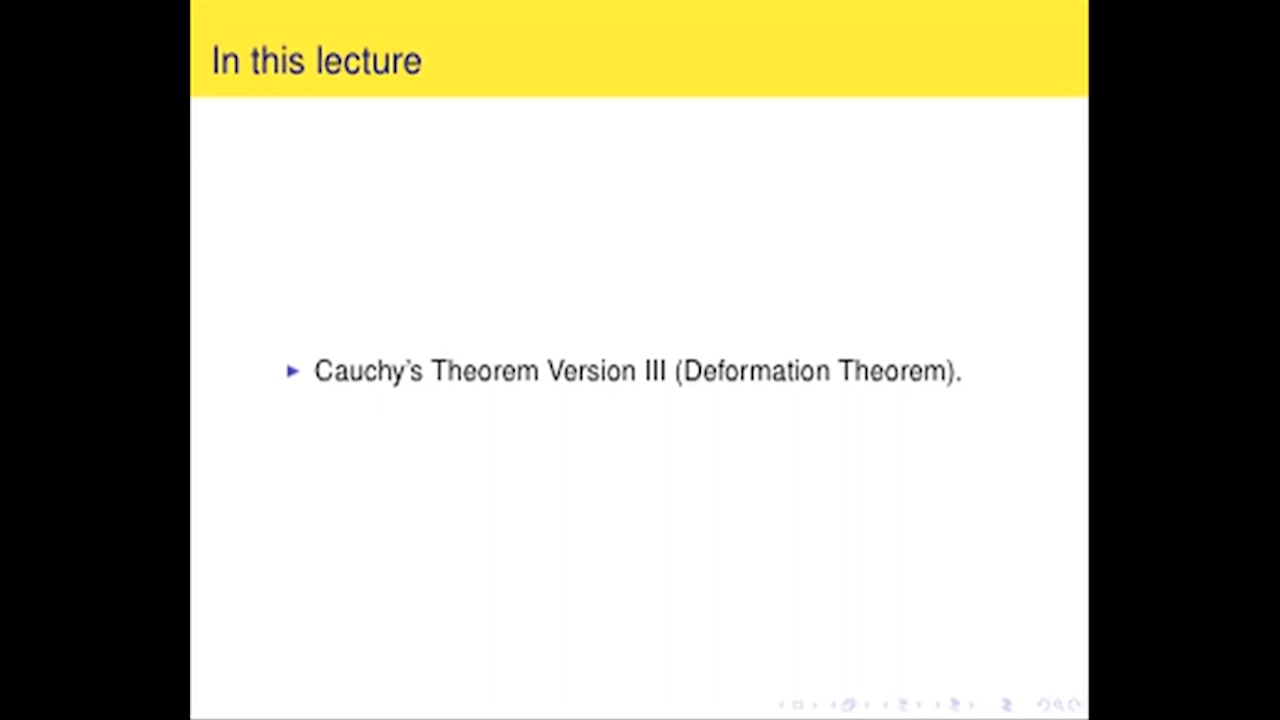 In this lecture
Cauchy's Theorem Version III (Deformation Theorem).